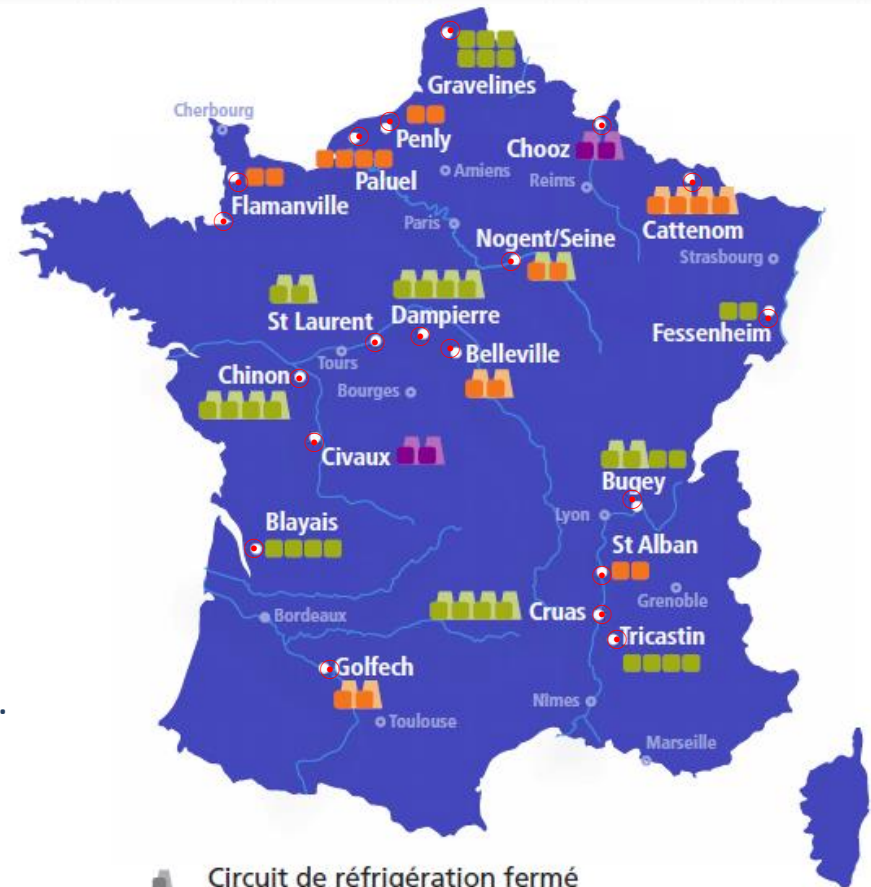 Gravelines
Cherbourg
Penly
Chooz
Paluel
Amiens
Reims
Flamanville
Cattenom
Paris
Nogent/Seine
Strasbourg
St Laurent
Dampierre
Fessenheim
Belleville
Tours
Chinon
Bourges
Civaux
Bugey
Lyon
Blayais
St Alban
Grenoble
Bordeaux
Cruas
Tricastin
Golfech
Nîmes
Toulouse
Marseille
Circuit de réfrigération fermé